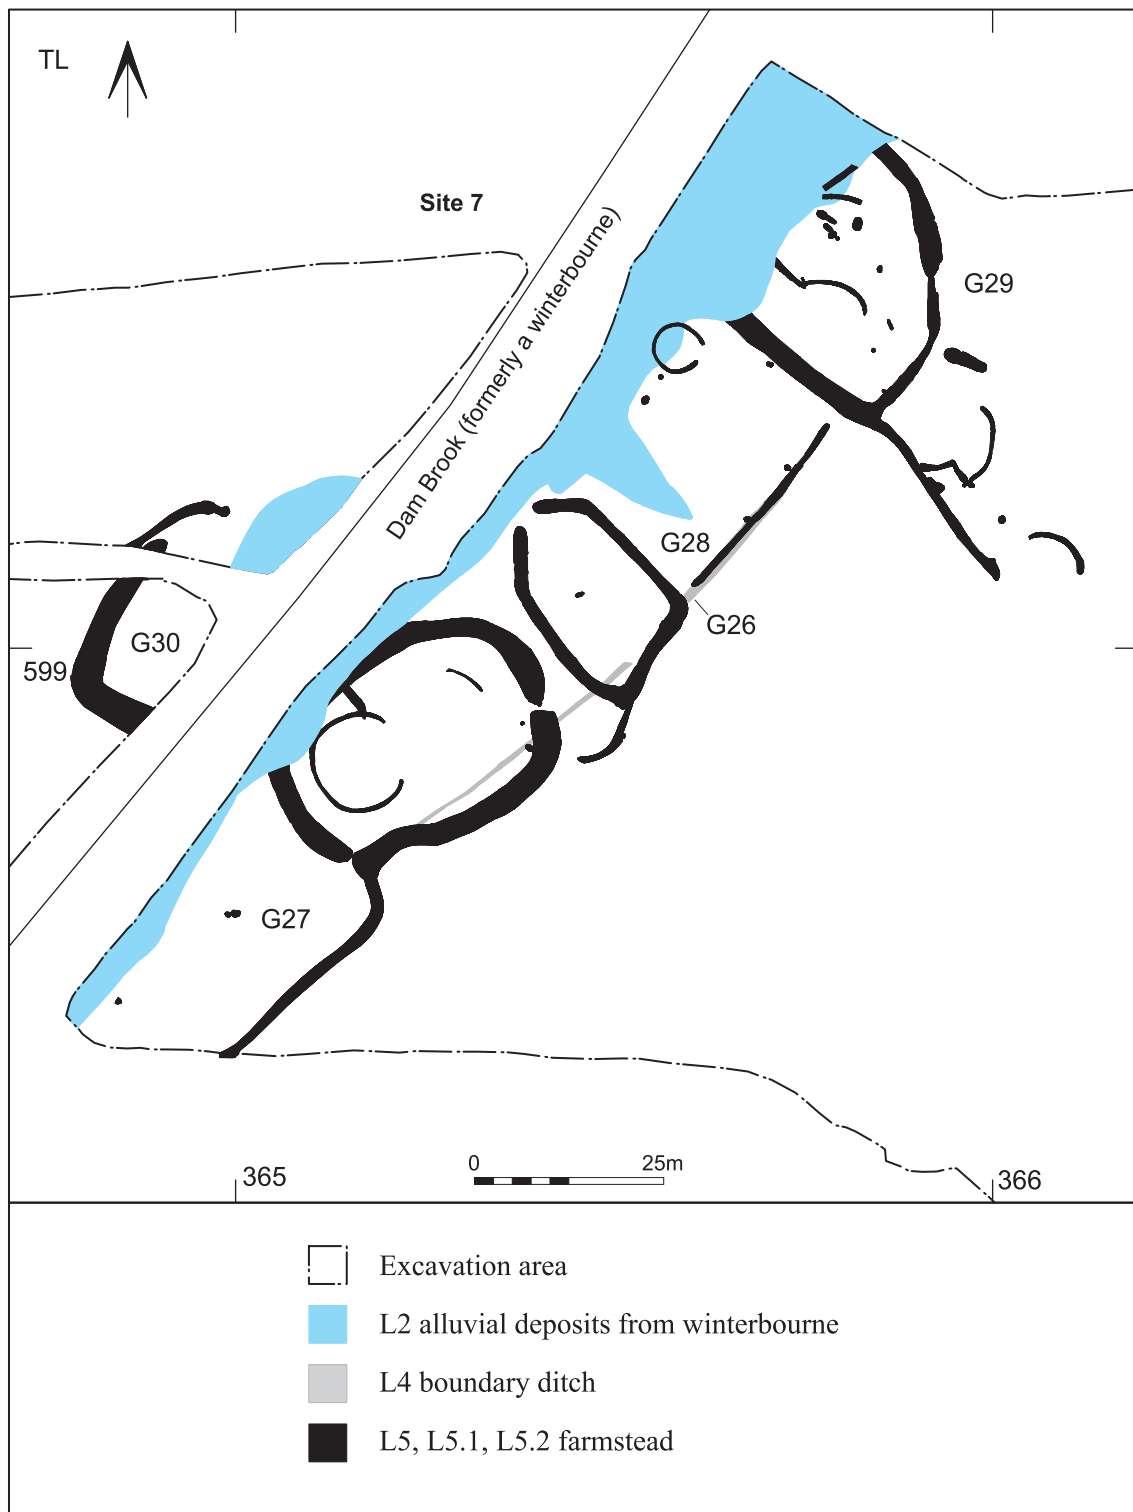 TL
Site 7
Dam Brook (formerly a winterbourne)
G29
G28
G26
G30
599
G27
0 25m
365
366
Excavation area
L2 alluvial deposits from winterbourne
L4 boundary ditch
L5, L5.1, L5.2 farmstead